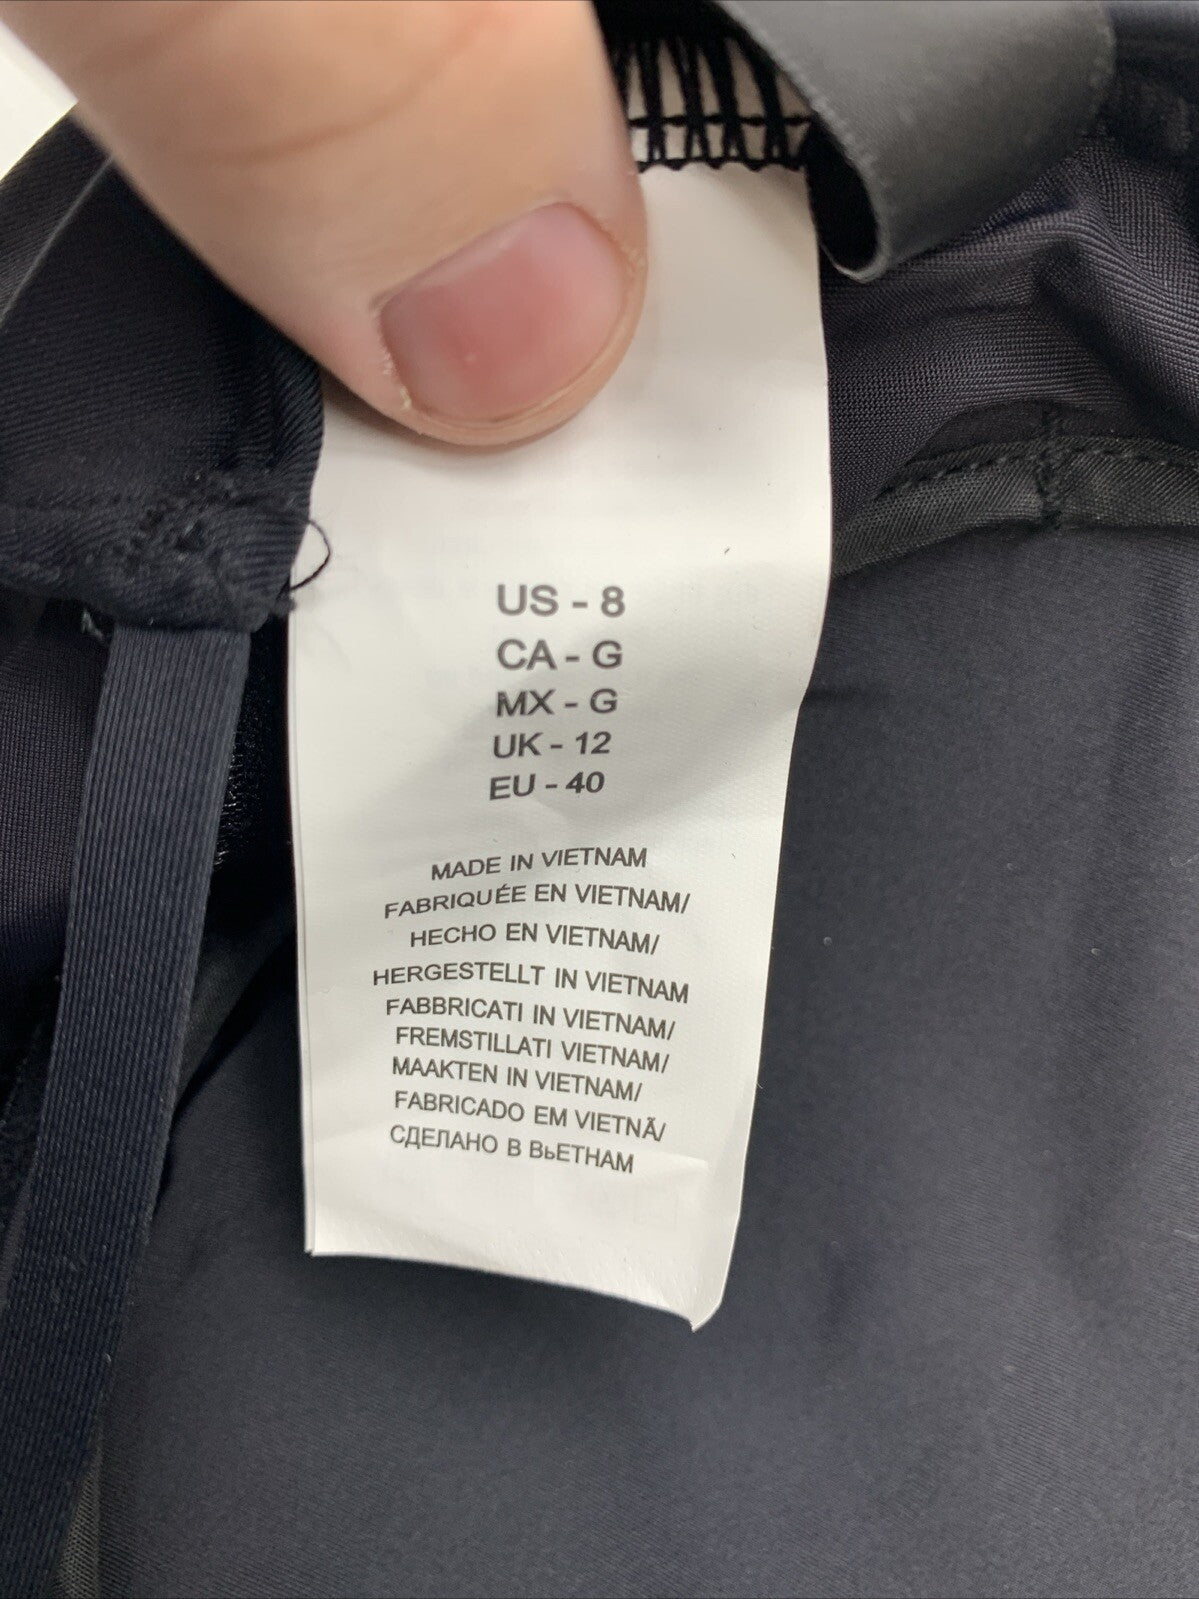 US - 8
CA - G
MX - G
UK - 12
EU - 40
MADE IN VIETNAM
FABRIQUÉE EN VIETNAM/
HECHO EN VIETNAM/
HERGESTELLT IN VIETNAM
FABBRICATI IN VIETNAM/
FREMSTILLATI VIETNAM/
MAAKTEN IN VIETNAM/
FABRICADO EM VIETNÃ/
СДЕЛАНО В ВьЕТНАМ